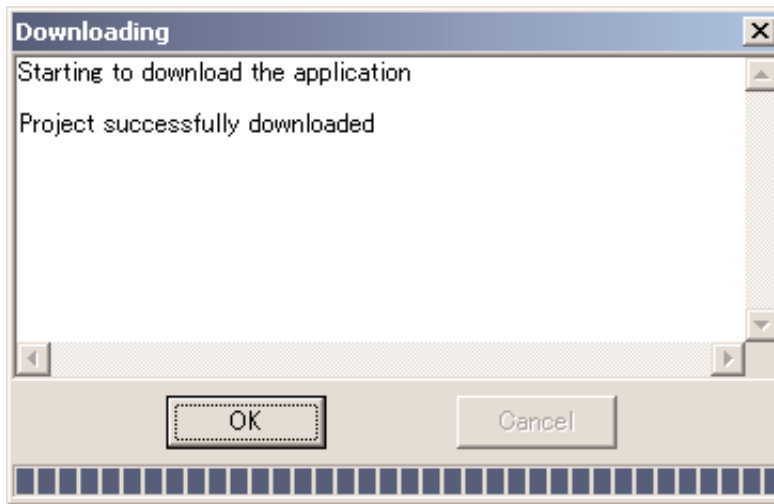 Downloading
Starting to download the application
Project successfully downloaded
OK
Cancel